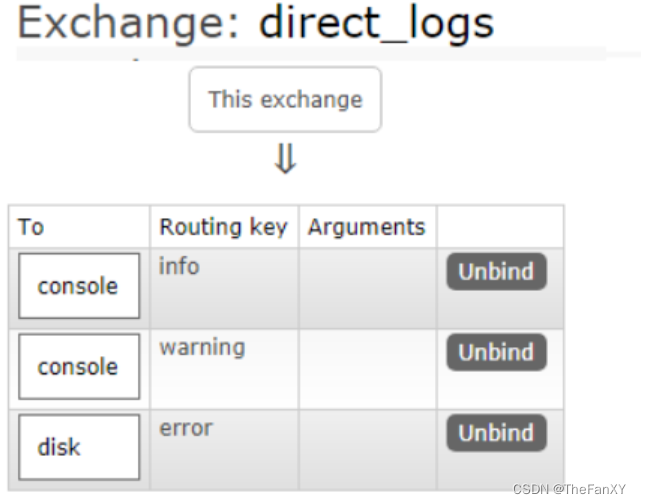 Exchange: direct_logs
This exchange
⇓
To Routing key Arguments
console info Unbind
console warning Unbind
disk error Unbind
CSDN @TheFanXY